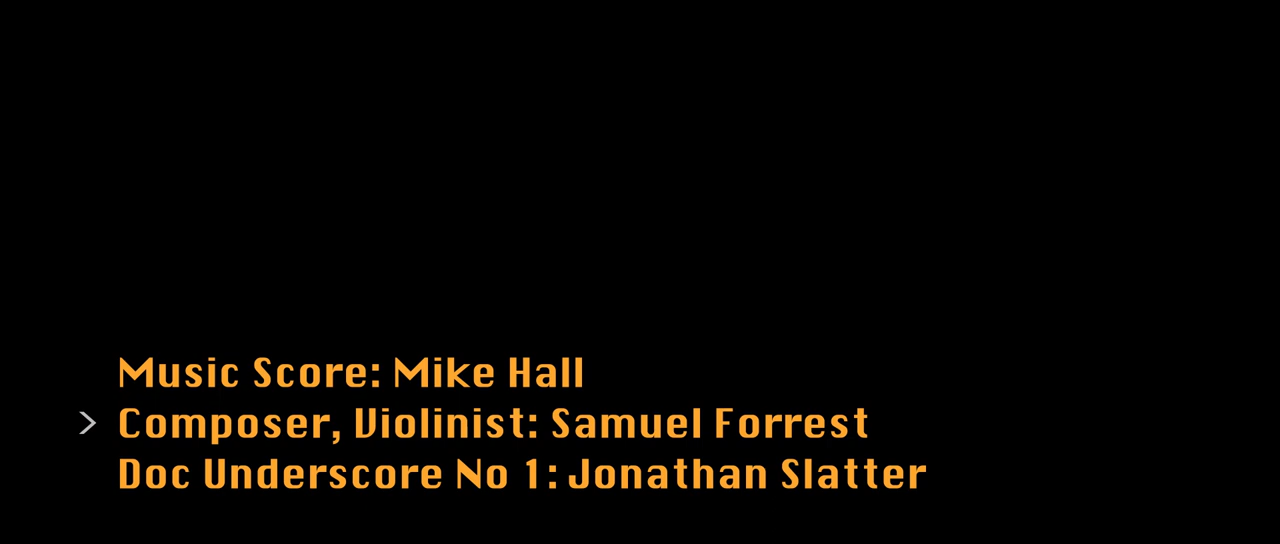 Music Score: Mike Hall
> Composer, Violinist: Samuel Forrest
Doc Underscore No 1: Jonathan Slatter